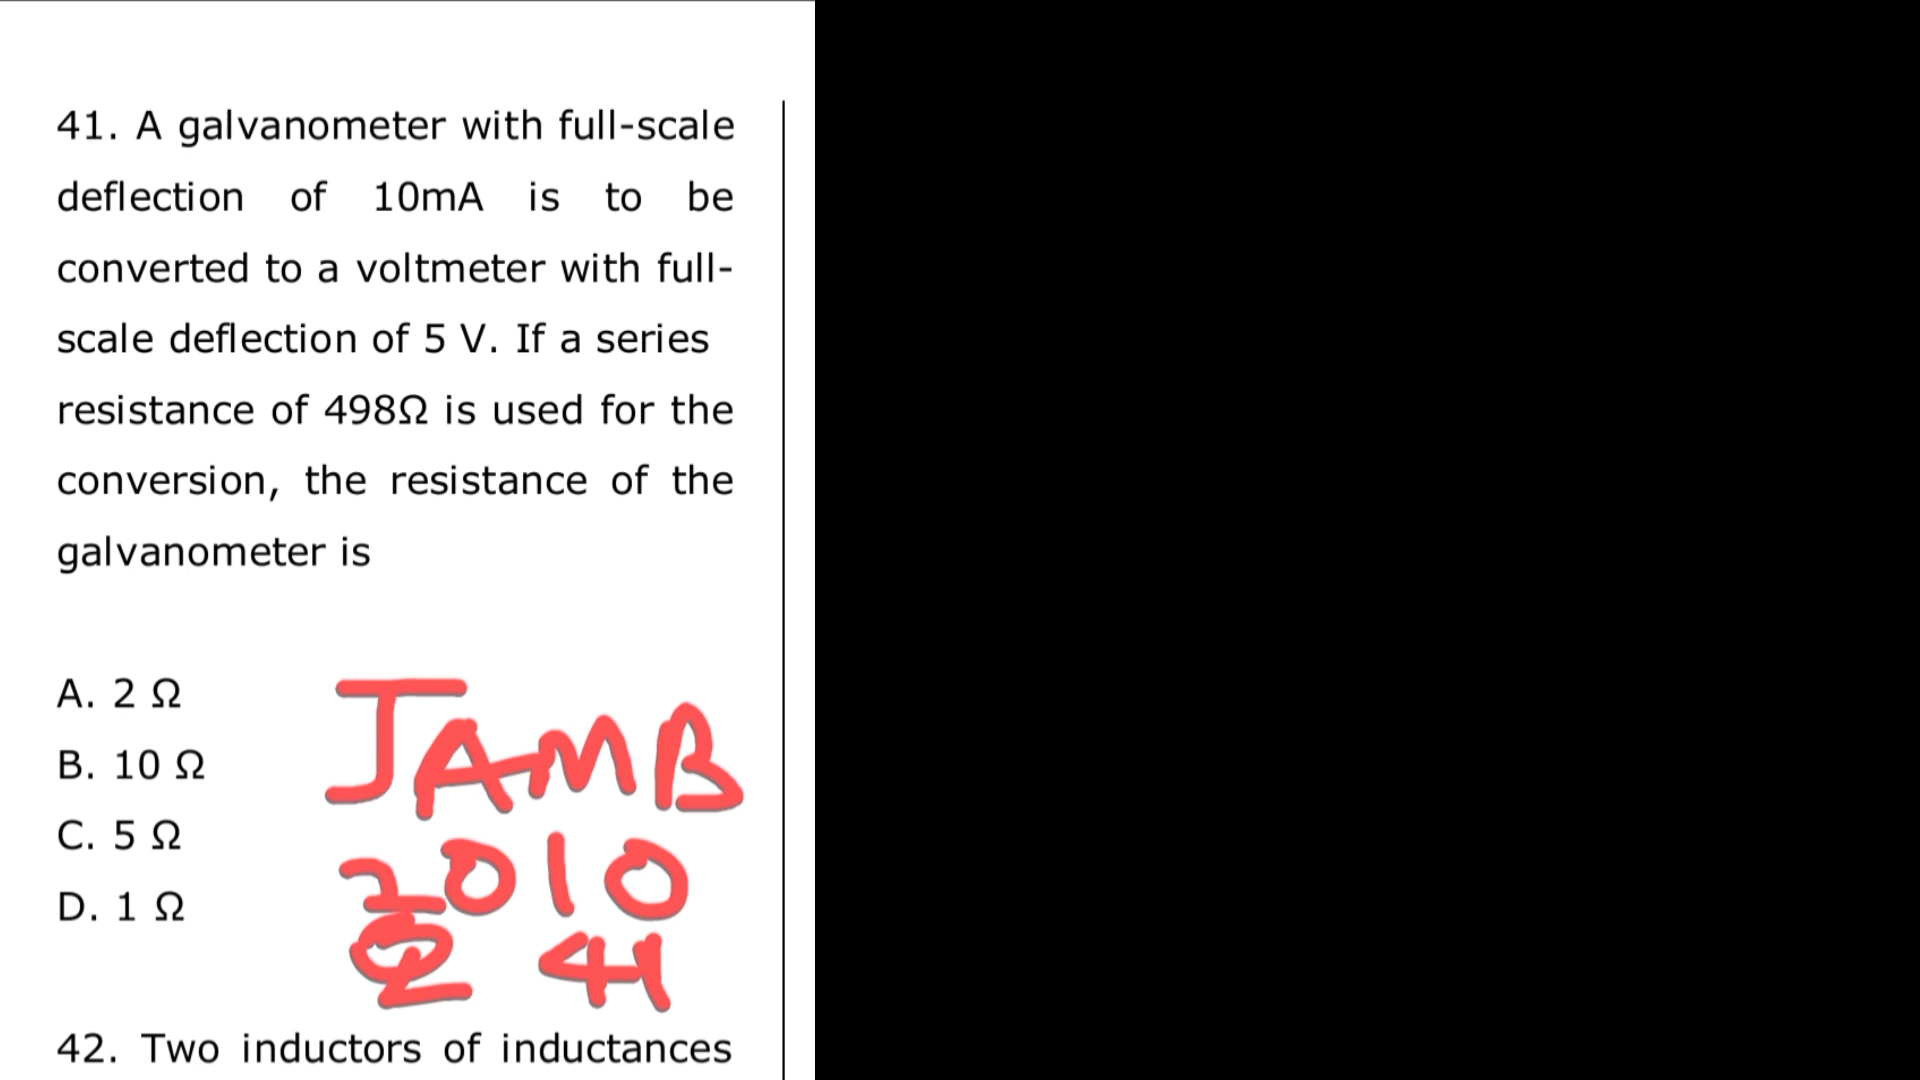 41. A galvanometer with full-scale
deflection of 10mA is to be
converted to a voltmeter with full-
scale deflection of 5 V. If a series
resistance of 498Ω is used for the
conversion, the resistance of the
galvanometer is
A. 2 Ω
B. 10 Ω
C. 5 Ω
D. 1 Ω
JAMB
2010
Q 41
42. Two inductors of inductances